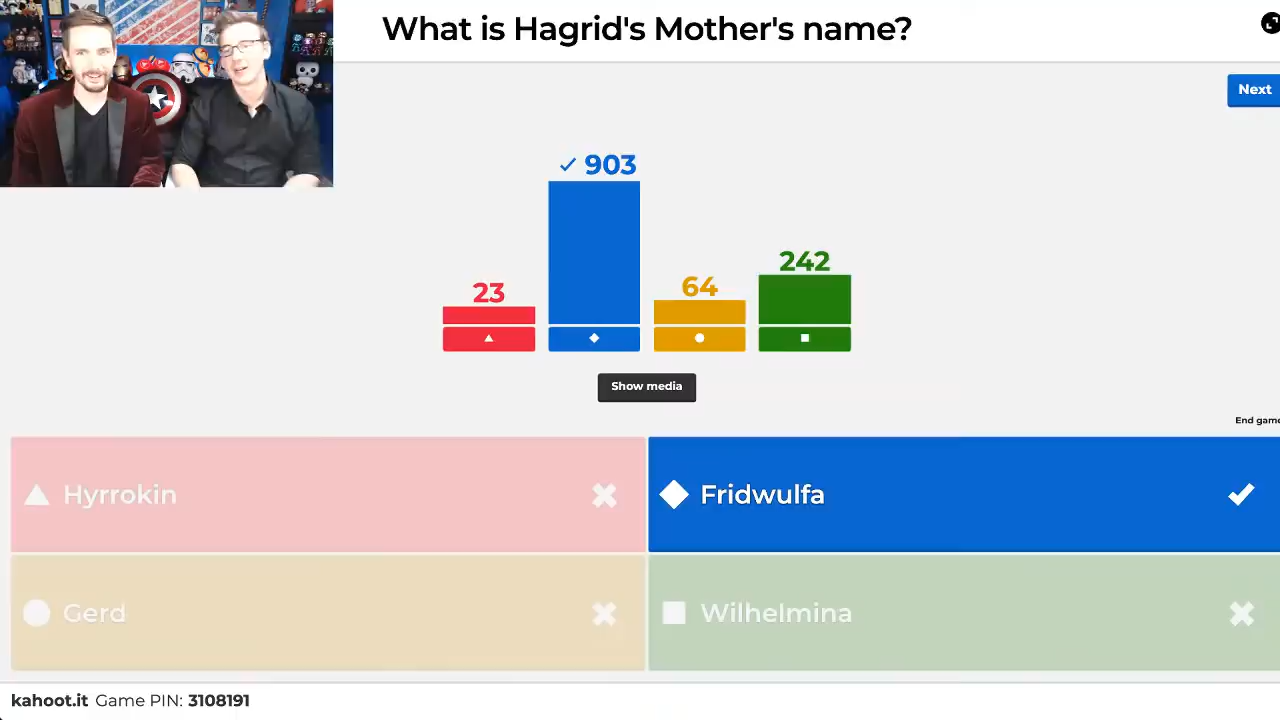 What is Hagrid's Mother's name?
Next
903
242
64
23
Show media
End game
Hyrrokin
Fridwulfa
Gerd
Wilhelmina
kahoot.it Game PIN: 3108191